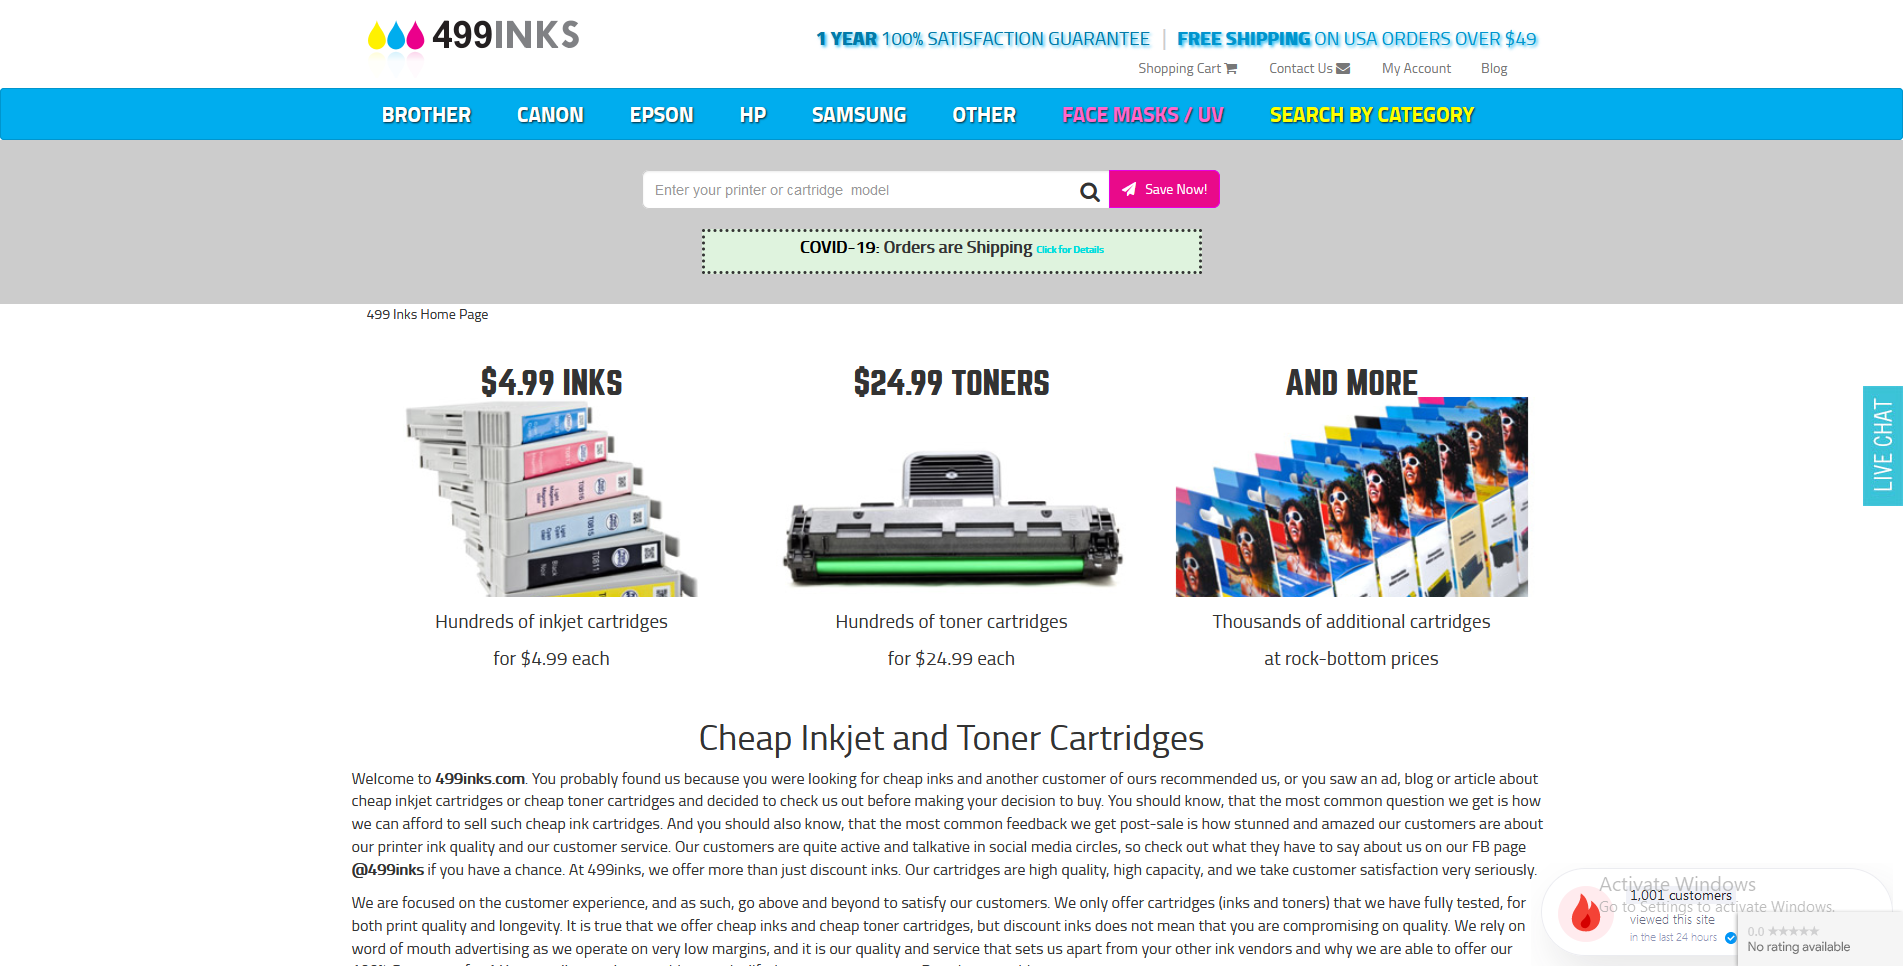 499INKS
1 YEAR 100% SATISFACTION GUARANTEE | FREE SHIPPING ON USA ORDERS OVER $49
Shopping Cart Contact Us My Account Blog
BROTHER CANON EPSON HP SAMSUNG OTHER FACE MASKS / UV SEARCH BY CATEGORY
Enter your printer or cartridge model
Save Now!
COVID-19: Orders are Shipping Click for Details
499 Inks Home Page
$4.99 INKS
$24.99 TONERS
AND MORE
LIVE CHAT
T0816
Light Magenta
T0815
Light Cyan
T0811
Black
Noir
Hundreds of inkjet cartridges
for $4.99 each
Hundreds of toner cartridges
for $24.99 each
Thousands of additional cartridges
at rock-bottom prices
Cheap Inkjet and Toner Cartridges
Welcome to 499inks.com. You probably found us because you were looking for cheap inks and another customer of ours recommended us, or you saw an ad, blog or article about
cheap inkjet cartridges or cheap toner cartridges and decided to check us out before making your decision to buy. You should know, that the most common question we get is how
we can afford to sell such cheap ink cartridges. And you should also know, that the most common feedback we get post-sale is how stunned and amazed our customers are about
our printer ink quality and our customer service. Our customers are quite active and talkative in social media circles, so check out what they have to say about us on our FB page
@499inks if you have a chance. At 499inks, we offer more than just discount inks. Our cartridges are high quality, high capacity, and we take customer satisfaction very seriously.
We are focused on the customer experience, and as such, go above and beyond to satisfy our customers. We only offer cartridges (inks and toners) that we have fully tested, for
both print quality and longevity. It is true that we offer cheap inks and cheap toner cartridges, but discount inks does not mean that you are compromising on quality. We rely on
word of mouth advertising as we operate on very low margins, and it is our quality and service that sets us apart from your other ink vendors and why we are able to offer our
Activate Windows
Go to Settings to activate Windows.
1,001 customers
viewed this site
in the last 24 hours
0.0
No rating available